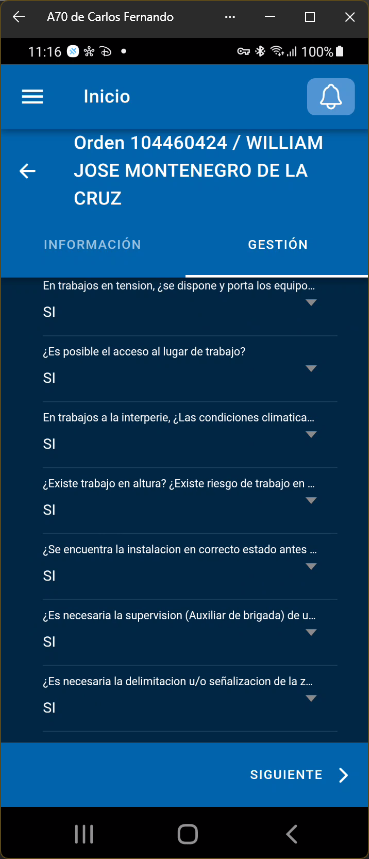 A70 de Carlos Fernando
11:16
100%
Inicio
Orden 104460424 / WILLIAM
JOSE MONTENEGRO DE LA
CRUZ
INFORMACIÓN
GESTIÓN
En trabajos en tension, ¿se dispone y porta los equipo...
SI
¿Es posible el acceso al lugar de trabajo?
SI
En trabajos a la interperie, ¿Las condiciones climatica...
SI
¿Existe trabajo en altura? ¿Existe riesgo de trabajo en ...
SI
¿Se encuentra la instalacion en correcto estado antes ...
SI
¿Es necesaria la supervision (Auxiliar de brigada) de u...
SI
¿Es necesaria la delimitacion u/o señalizacion de la z...
SI
SIGUIENTE